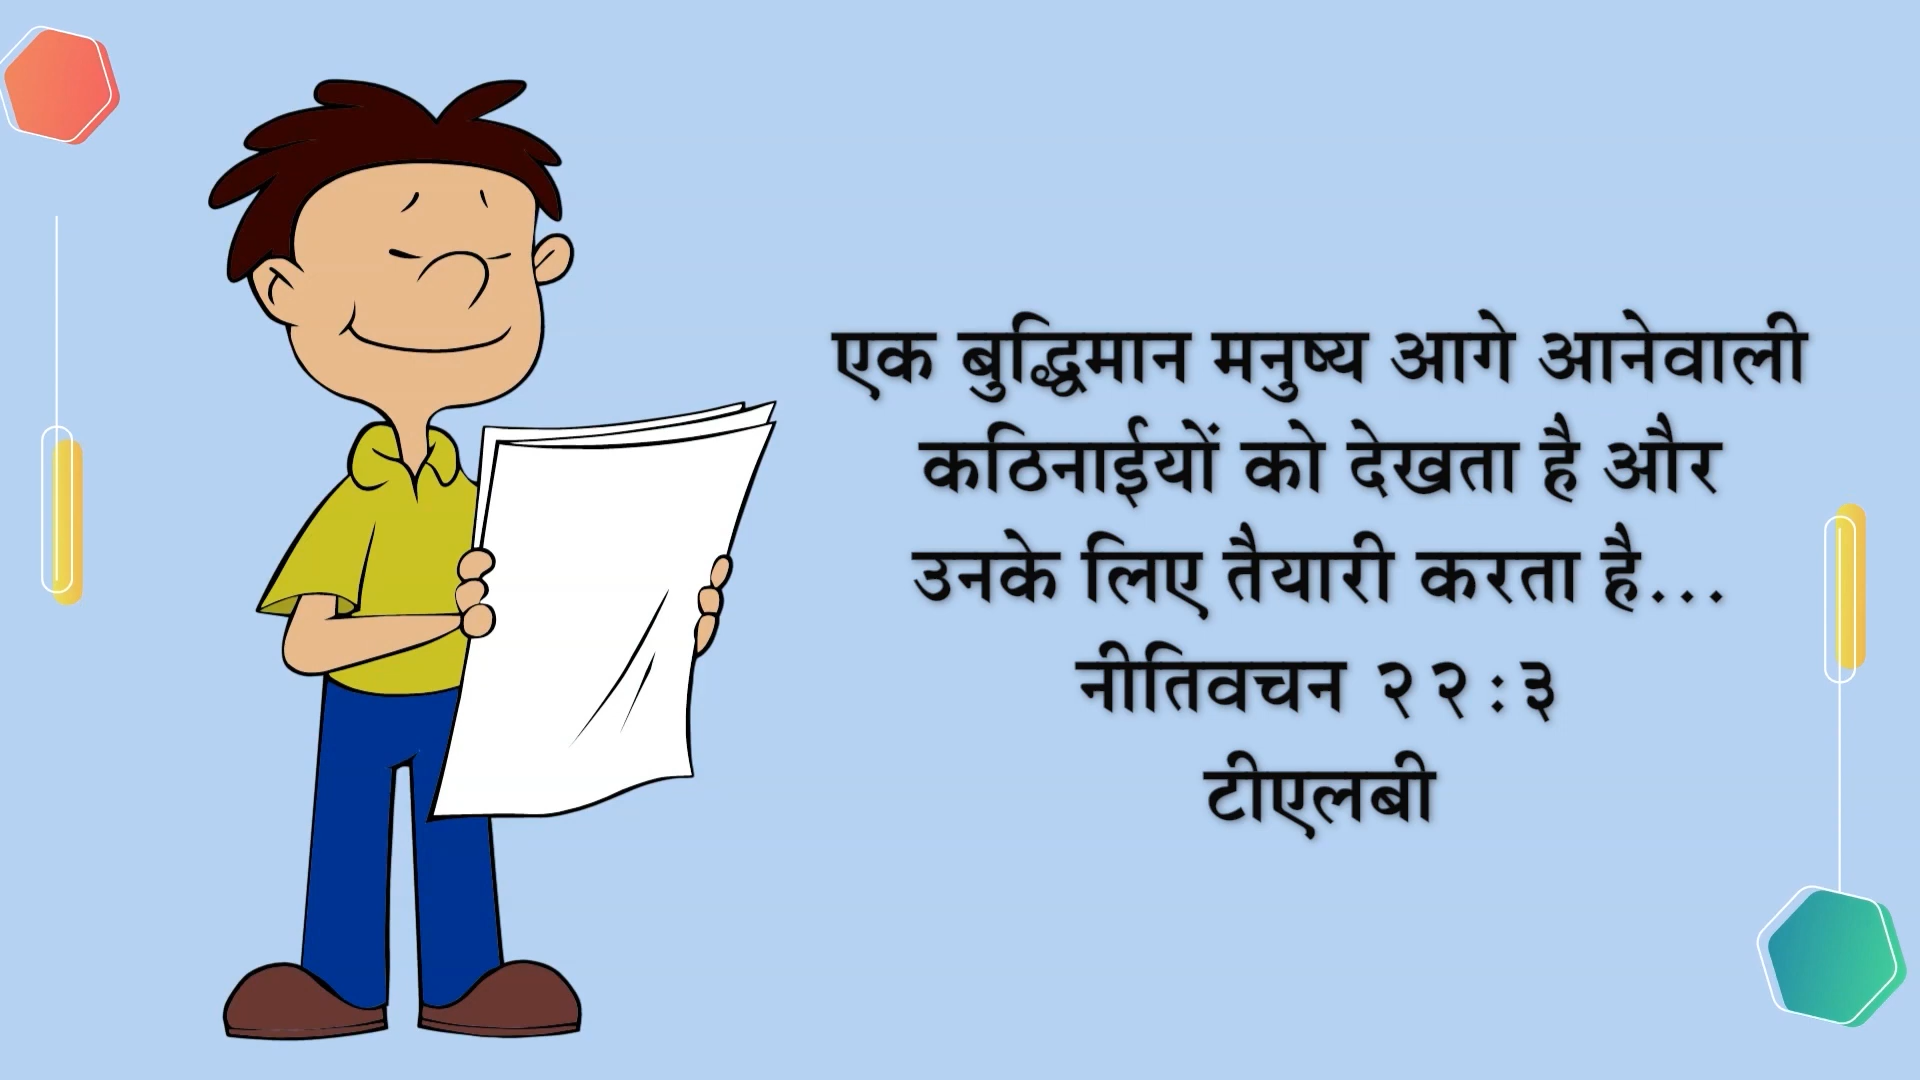 एक बुद्धिमान मनुष्य आगे आनेवाली
कठिनाईयों को देखता है और
उनके लिए तैयारी करता है...
नीतिवचन २२:३
टीएलबी